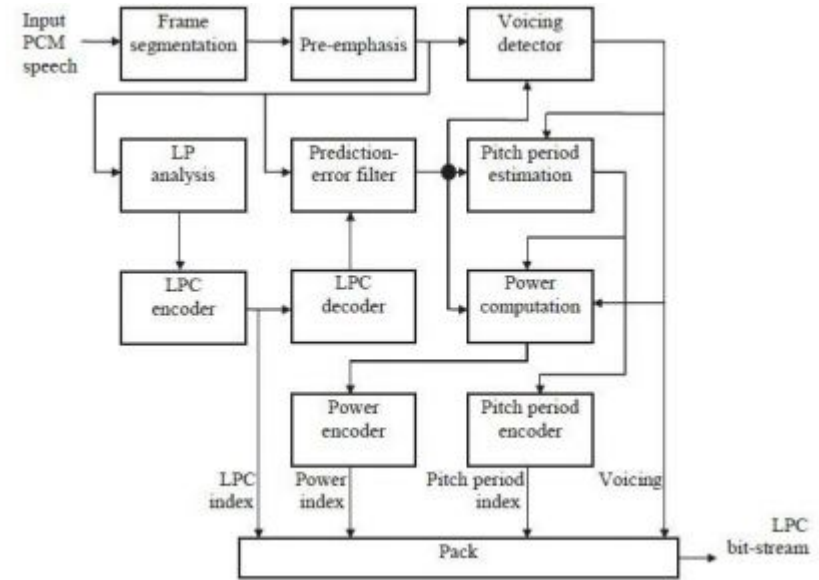 Input
PCM
speech
Frame
segmentation
Pre-emphasis
Voicing
detector
LP
analysis
Prediction-
error filter
Pitch period
estimation
LPC
encoder
LPC
decoder
Power
computation
Power
encoder
Pitch period
encoder
LPC
index
Power
index
Pitch period
index
Voicing
Pack
LPC
bit-stream